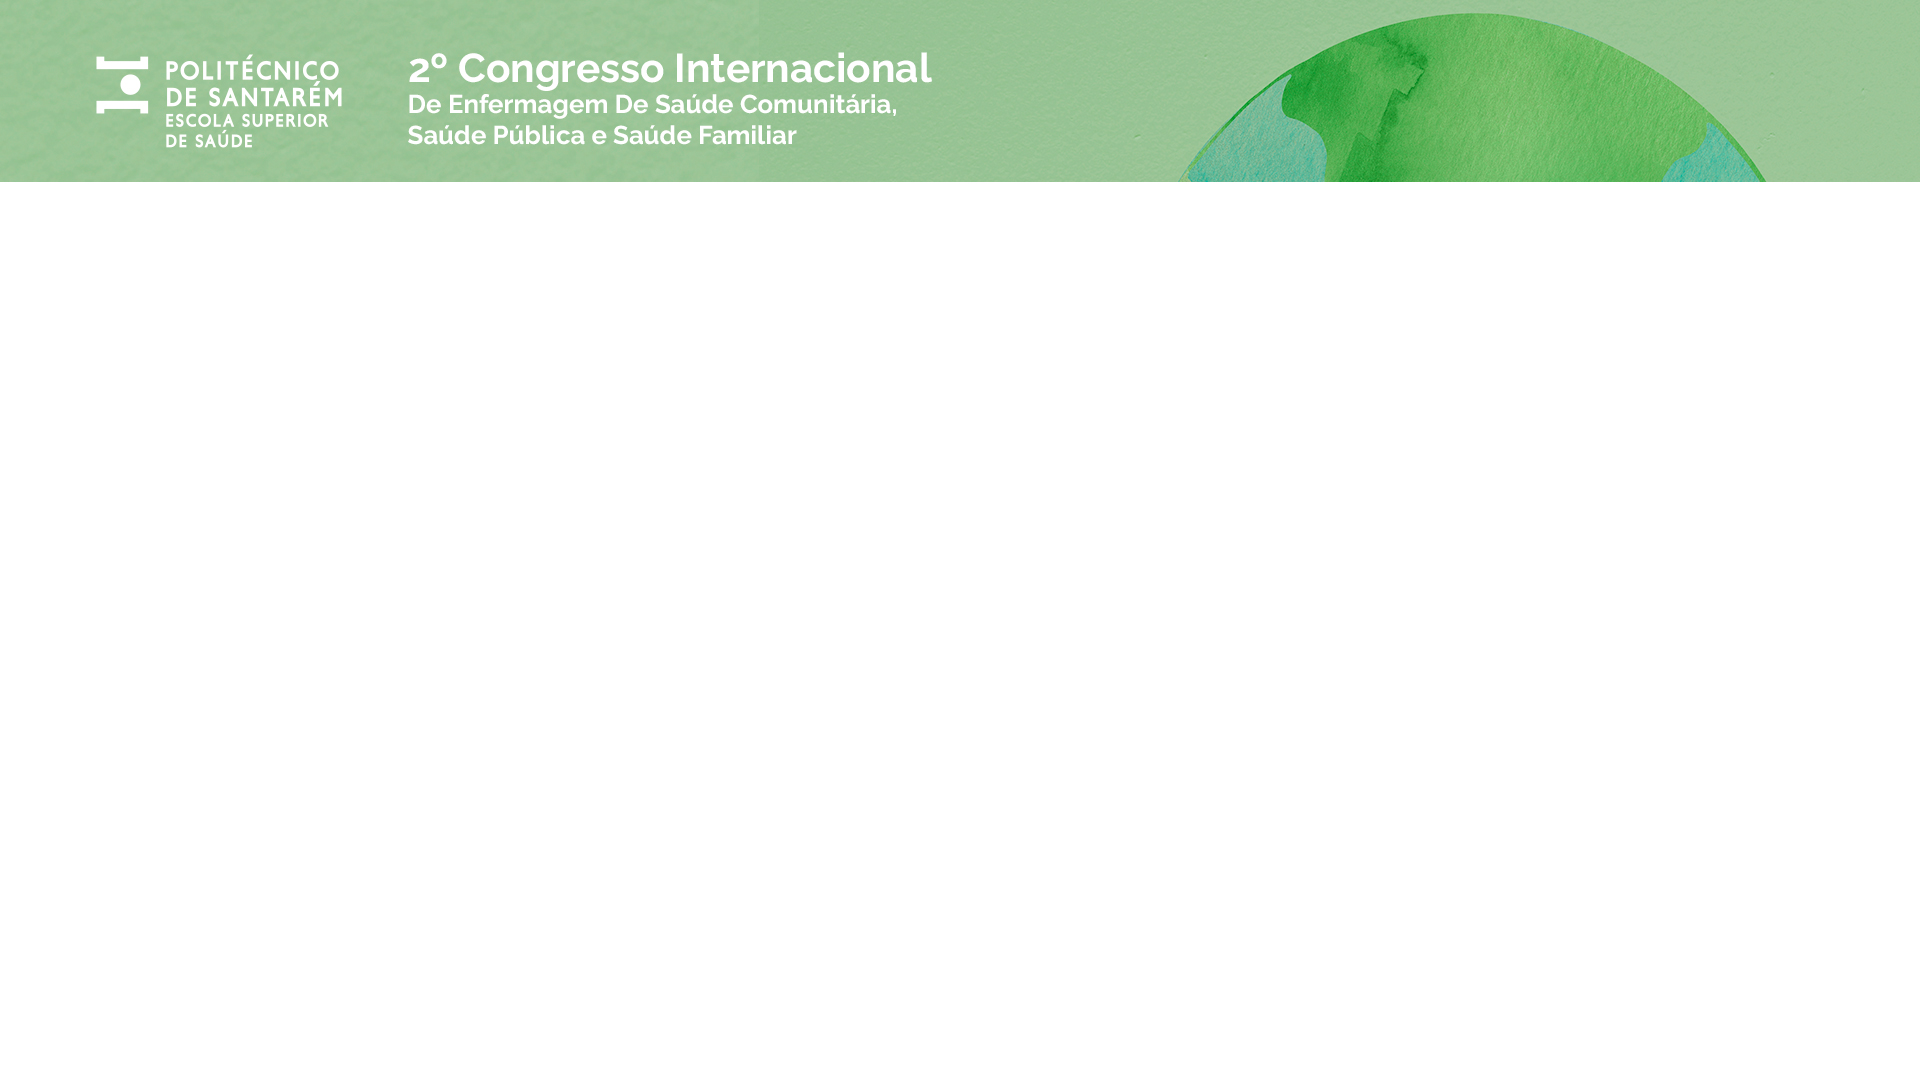 POLITÉCNICO
DE SANTARÉM
ESCOLA SUPERIOR
DE SAÚDE
2º Congresso Internacional
De Enfermagem De Saúde Comunitária,
Saúde Pública e Saúde Familiar